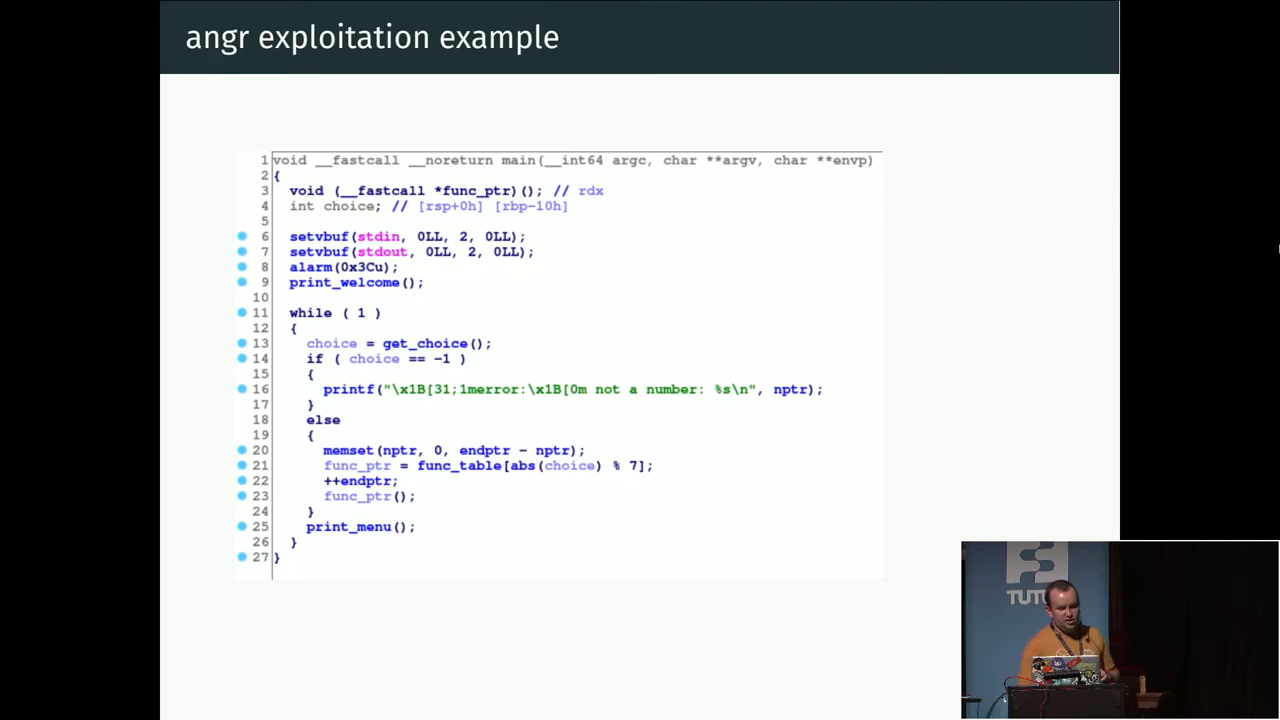 angr exploitation example
1 void __fastcall __noreturn main(__int64 argc, char **argv, char **envp)
2 {
3 void (__fastcall *func_ptr)(); // rdx
4 int choice; // [rsp+0h] [rbp-10h]
5
6 setvbuf(stdin, 0LL, 2, 0LL);
7 setvbuf(stdout, 0LL, 2, 0LL);
8 alarm(0x3Cu);
9 print_welcome();
10
11 while ( 1 )
12 {
13 choice = get_choice();
14 if ( choice == -1 )
15 {
16 printf("\x1B[31;1merror:\x1B[0m not a number: %s\n", nptr);
17 }
18 else
19 {
20 memset(nptr, 0, endptr - nptr);
21 func_ptr = func_table[abs(choice) % 7];
22 ++endptr;
23 func_ptr();
24 }
25 print_menu();
26 }
27 }